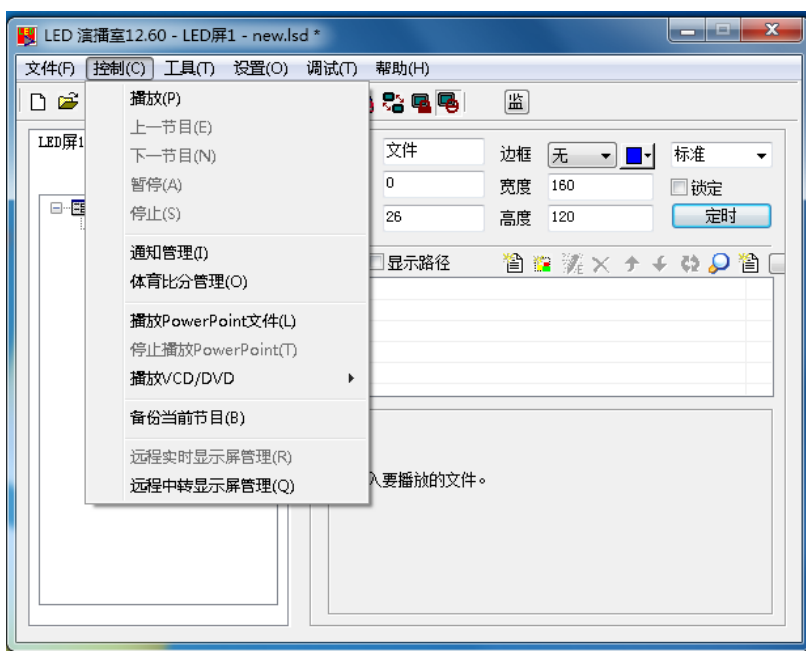 LED 演播室12.60 - LED屏1 - new.lsd *
文件(F) 控制(C) 工具(T) 设置(O) 调试(T) 帮助(H)
播放(P)
监
上一节目(E)
LED屏1
文件 边框 无 标准
下一节目(N)
暂停(A)
0 宽度 160 锁定
停止(S)
26 高度 120 定时
通知管理(I)
显示路径
体育比分管理(O)
播放PowerPoint文件(L)
停止播放PowerPoint(T)
播放VCD/DVD
备份当前节目(B)
远程实时显示屏管理(R)
入要播放的文件。
远程中转显示屏管理(Q)